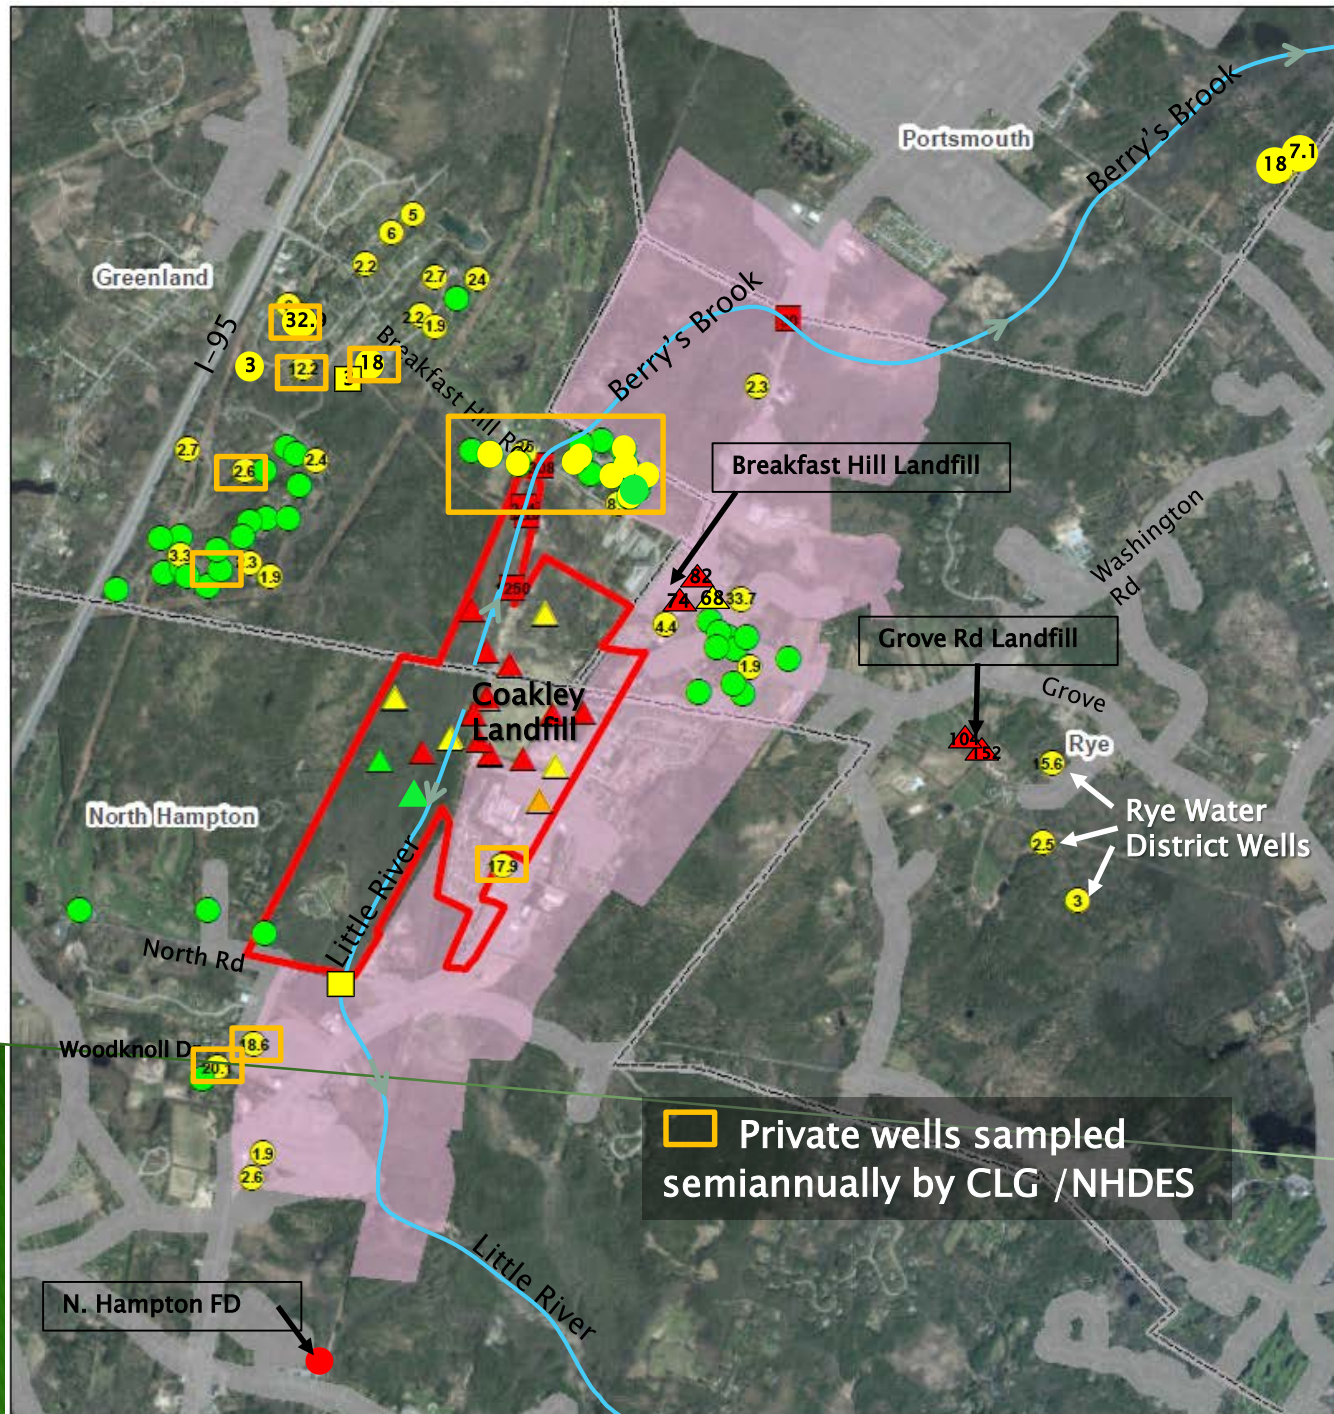 Berry's Brook
Portsmouth
18
7.1
5
6
2.2
2.7
24
Greenland
I-95
32.
2.2
1.9
Berry's Brook
3
12.2
3
18
Breakfast Hill Rd
2.3
2.7
2.6
2.4
Breakfast Hill Landfill
Washington
Rd
3.3
1.9
250
82
74
68
33.7
4.4
Grove Rd Landfill
1.9
Grove
Coakley
Landfill
104
152
Rye
15.6
Rye Water
District Wells
2.5
3
North Hampton
17.9
Little River
North Rd
Woodknoll Dr
18.6
20.1
1.9
2.6
Private wells sampled
semiannually by CLG /NHDES
Little River
N. Hampton FD